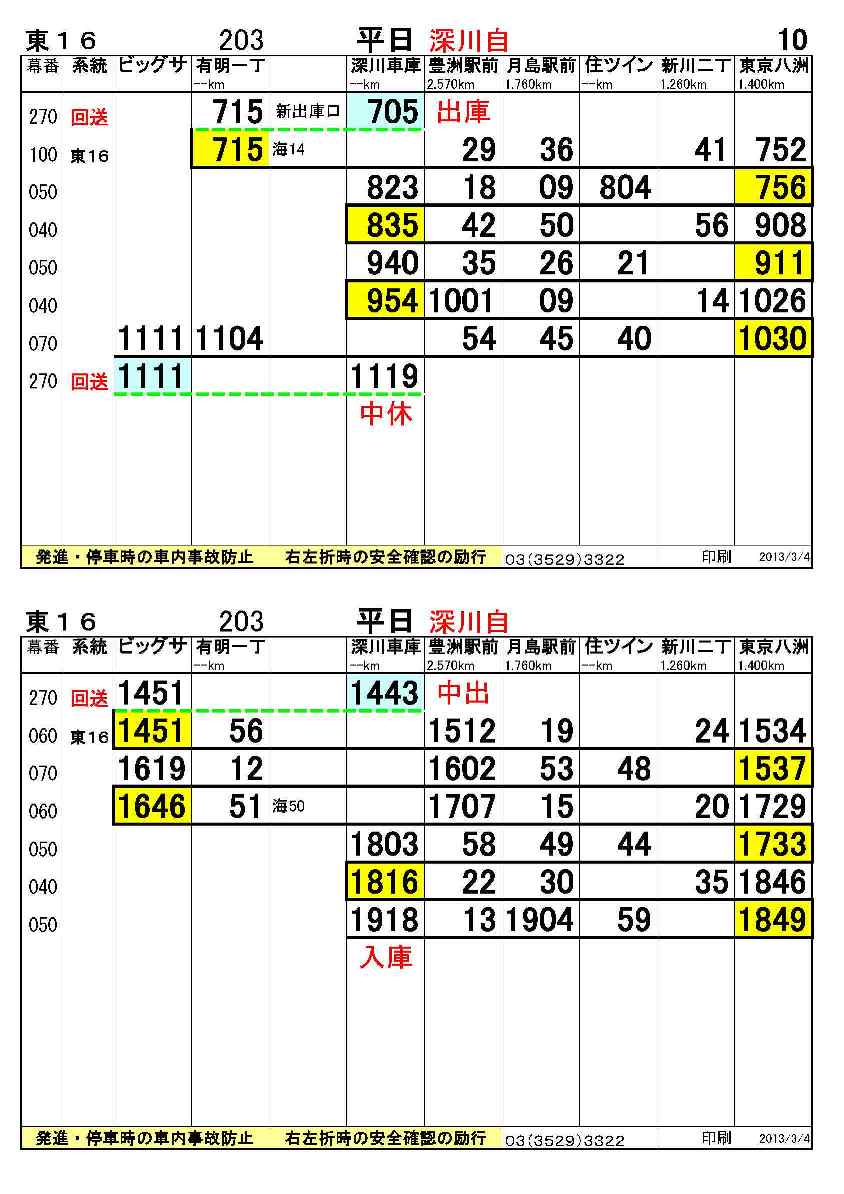 東１６ 203 平日 深川自 10
幕番 系統 ビッグサ 有明一丁 深川車庫 豊洲駅前 月島駅前 住ツイン 新川二丁 東京八洲
--km --km 2.570km 1.760km --km 1.260km 1.400km
270 回送 715 新出庫口 705 出庫
100 東16 715 海14 29 36 41 752
050 823 18 09 804 756
040 835 42 50 56 908
050 940 35 26 21 911
040 954 1001 09 14 1026
070 1111 1104 54 45 40 1030
270 回送 1111 1119
中休
発進・停車時の車内事故防止 右左折時の安全確認の励行 03(3529)3322 印刷 2013/3/4
東１６ 203 平日 深川自
幕番 系統 ビッグサ 有明一丁 深川車庫 豊洲駅前 月島駅前 住ツイン 新川二丁 東京八洲
--km --km 2.570km 1.760km --km 1.260km 1.400km
270 回送 1451 1443 中出
060 東16 1451 56 1512 19 24 1534
070 1619 12 1602 53 48 1537
060 1646 51 海50 1707 15 20 1729
050 1803 58 49 44 1733
040 1816 22 30 35 1846
050 1918 13 1904 59 1849
入庫
発進・停車時の車内事故防止 右左折時の安全確認の励行 03(3529)3322 印刷 2013/3/4